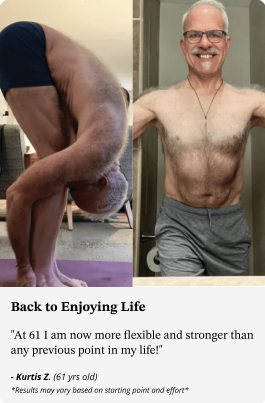 Back to Enjoying Life
"At 61 I am now more flexible and stronger than
any previous point in my life!"
- Kurtis Z. (61 yrs old)
*Results may vary based on starting point and effort*